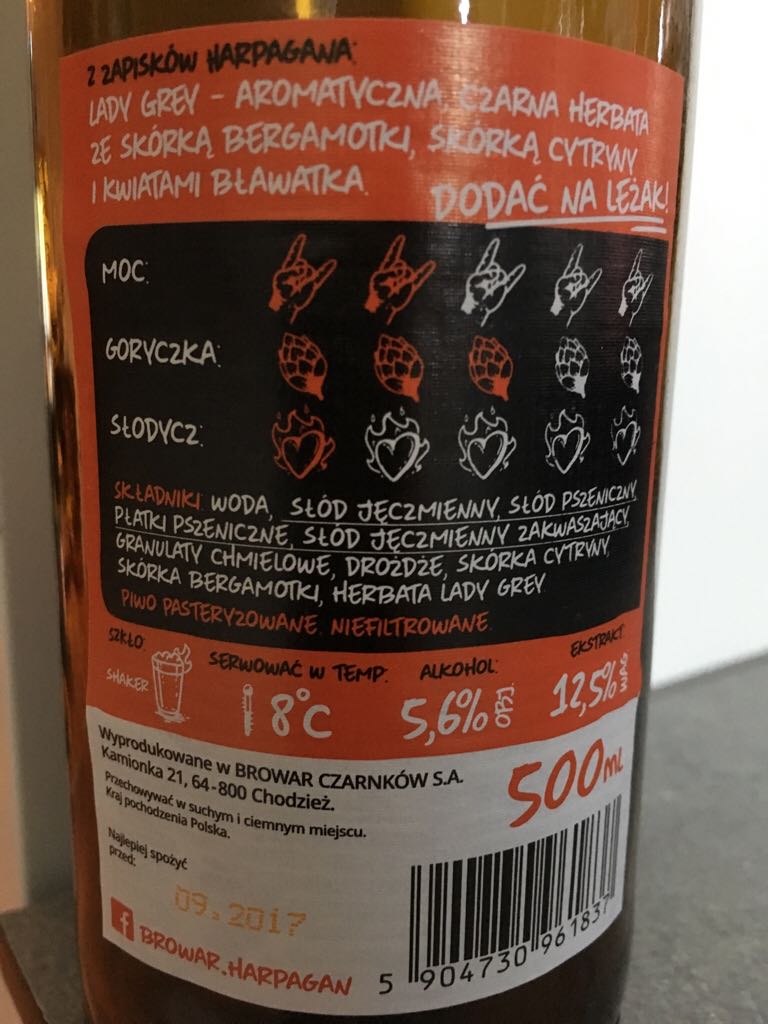 Z ZAPISKÓW HARPAGANA:
LADY GREY - AROMATYCZNA, CZARNA HERBATA
ZE SKÓRKĄ BERGAMOTKI, SKÓRKĄ CYTRYNY
I KWIATAMI BŁAWATKA.
DODAĆ NA LEŻAK!
MOC:
GORYCZKA:
SŁODYCZ:
SKŁADNIKI: WODA, SŁÓD JĘCZMIENNY, SŁÓD PSZENICZNY,
PŁATKI PSZENICZNE, SŁÓD JĘCZMIENNY ZAKWASZAJĄCY,
GRANULATY CHMIELOWE, DROŻDŻE, SKÓRKA CYTRYNY,
SKÓRKA BERGAMOTKI, HERBATA LADY GREY
PIWO PASTERYZOWANE. NIEFILTROWANE.
SZKŁO:
SHAKER
SERWOWAĆ W TEMP:
8°C
ALKOHOL:
5,6% OBJ.
EKSTRAKT:
12,5% WAG
Wyprodukowane w BROWAR CZARNKÓW S.A.
Kamionka 21, 64-800 Chodzież.
Przechowywać w suchym i ciemnym miejscu.
Kraj pochodzenia Polska.
500ML
Najlepiej spożyć
przed:
09.2017
f BROWAR.HARPAGAN
5 904730 961837